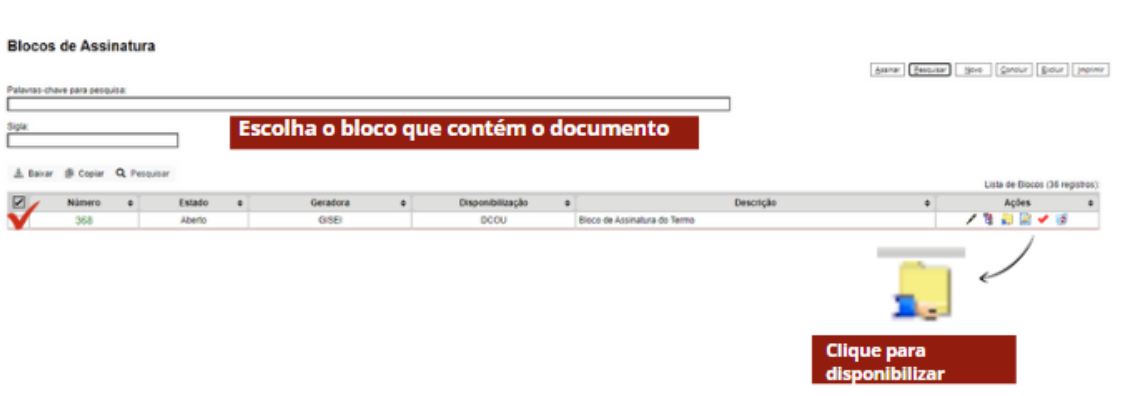 Blocos de Assinatura
Assinar Pesquisar Novo Concluir Excluir Imprimir
Palavras-chave para pesquisa:
Sigla:
Escolha o bloco que contém o documento
Baixar Copiar Pesquisar
Lista de Blocos (36 registros):
Número Estado Geradora Disponibilização Descrição Ações
368 Aberto GISEI DCOU Bloco de Assinatura do Termo
Clique para
disponibilizar